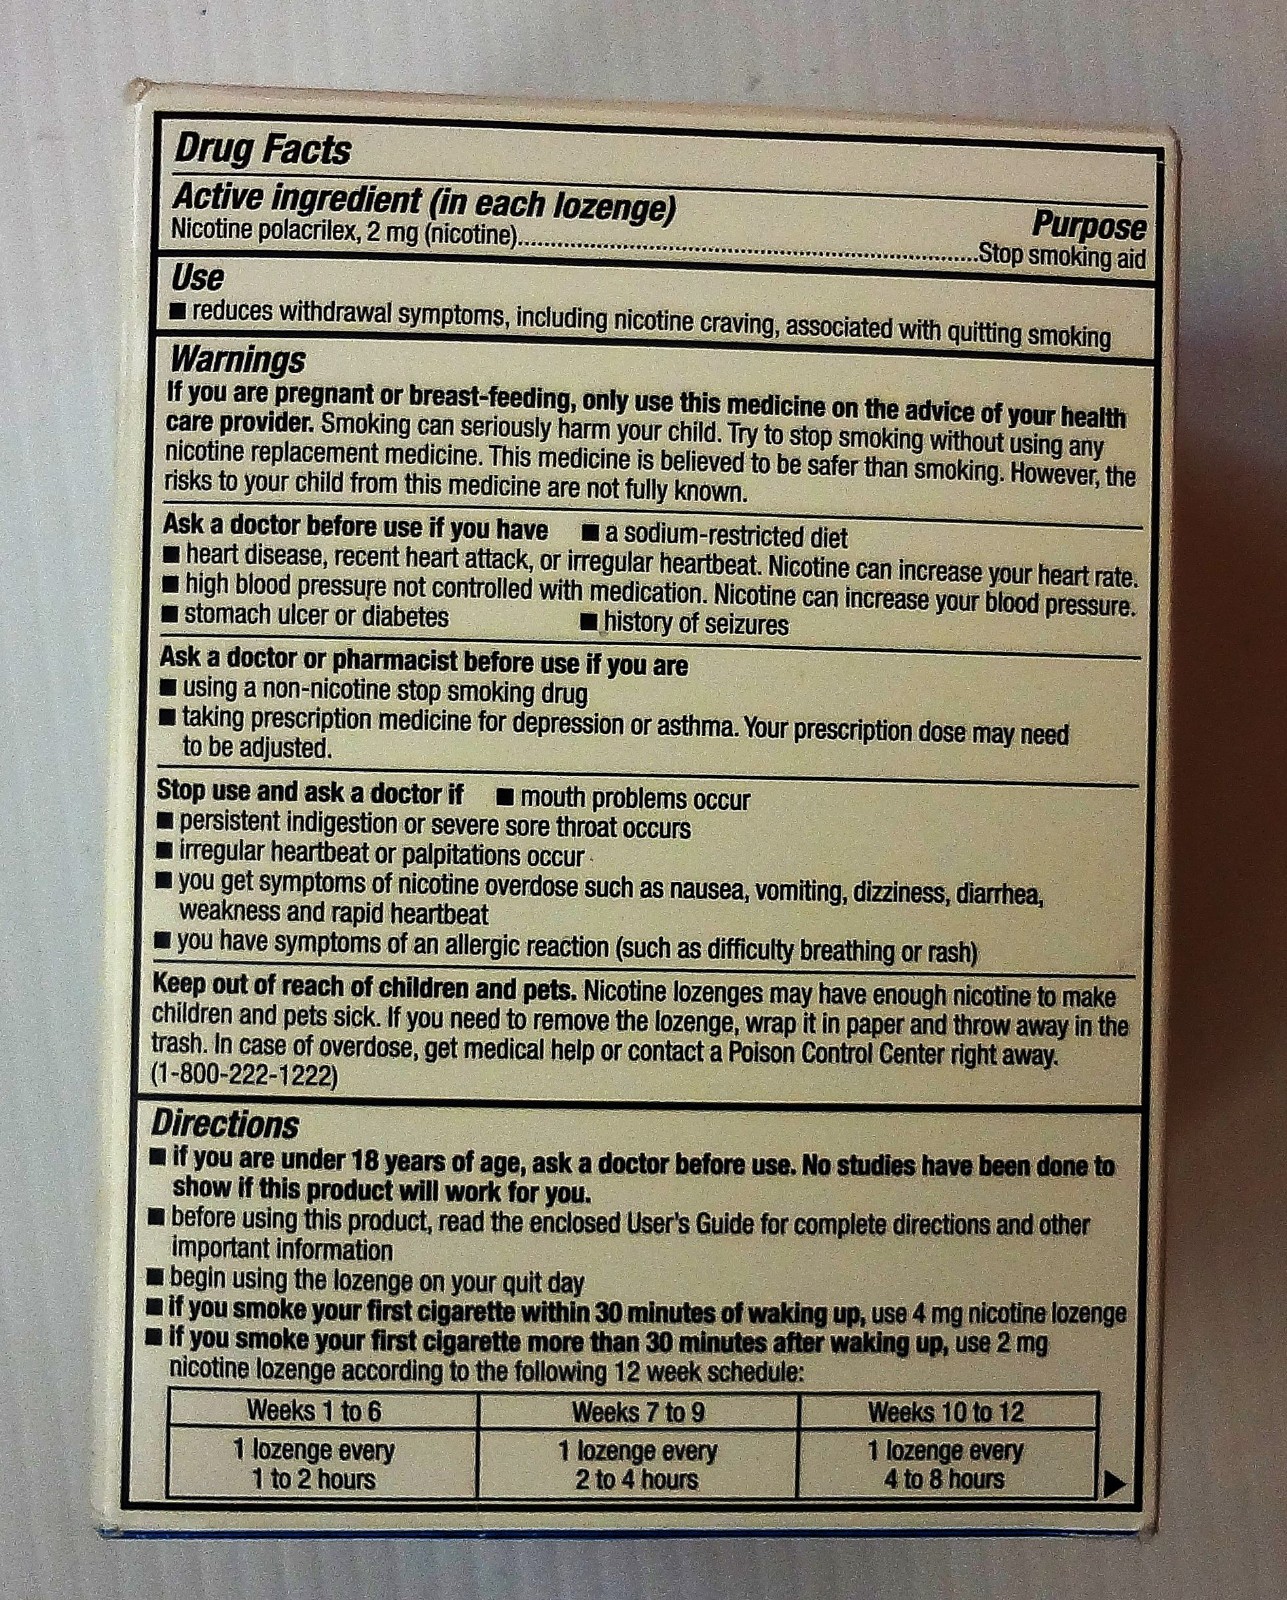 Drug Facts
Active ingredient (in each lozenge) Purpose
Nicotine polacrilex, 2 mg (nicotine)..........Stop smoking aid
Use
■ reduces withdrawal symptoms, including nicotine craving, associated with quitting smoking
Warnings
If you are pregnant or breast-feeding, only use this medicine on the advice of your health
care provider. Smoking can seriously harm your child. Try to stop smoking without using any
nicotine replacement medicine. This medicine is believed to be safer than smoking. However, the
risks to your child from this medicine are not fully known.
Ask a doctor before use if you have ■ a sodium-restricted diet
■ heart disease, recent heart attack, or irregular heartbeat. Nicotine can increase your heart rate.
■ high blood pressure not controlled with medication. Nicotine can increase your blood pressure.
■ stomach ulcer or diabetes ■ history of seizures
Ask a doctor or pharmacist before use if you are
■ using a non-nicotine stop smoking drug
■ taking prescription medicine for depression or asthma. Your prescription dose may need
to be adjusted.
Stop use and ask a doctor if ■ mouth problems occur
■ persistent indigestion or severe sore throat occurs
■ irregular heartbeat or palpitations occur
■ you get symptoms of nicotine overdose such as nausea, vomiting, dizziness, diarrhea,
weakness and rapid heartbeat
■ you have symptoms of an allergic reaction (such as difficulty breathing or rash)
Keep out of reach of children and pets. Nicotine lozenges may have enough nicotine to make
children and pets sick. If you need to remove the lozenge, wrap it in paper and throw away in the
trash. In case of overdose, get medical help or contact a Poison Control Center right away.
(1-800-222-1222)
Directions
■ if you are under 18 years of age, ask a doctor before use. No studies have been done to
show if this product will work for you.
■ before using this product, read the enclosed User's Guide for complete directions and other
important information
■ begin using the lozenge on your quit day
■ if you smoke your first cigarette within 30 minutes of waking up, use 4 mg nicotine lozenge
■ if you smoke your first cigarette more than 30 minutes after waking up, use 2 mg
nicotine lozenge according to the following 12 week schedule:
Weeks 1 to 6 Weeks 7 to 9 Weeks 10 to 12
1 lozenge every 1 lozenge every 1 lozenge every
1 to 2 hours 2 to 4 hours 4 to 8 hours